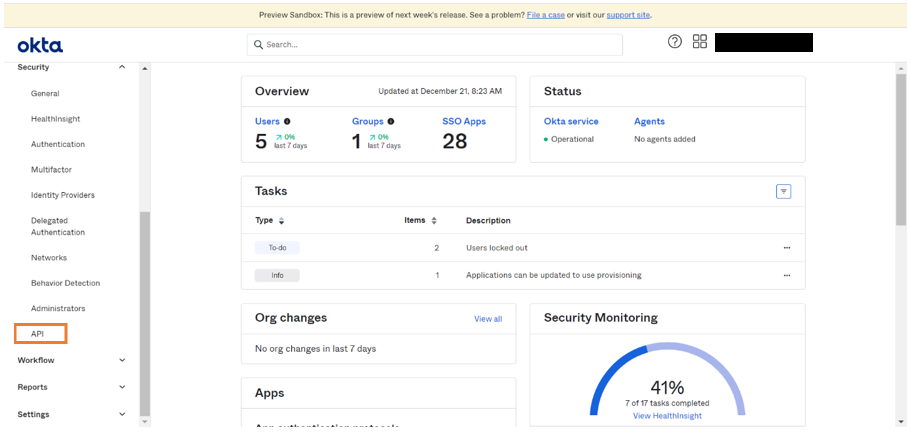 Preview Sandbox: This is a preview of next week's release. See a problem? File a case or visit our support site.
okta
Search...
Security
General
HealthInsight
Authentication
Multifactor
Identity Providers
Delegated
Authentication
Networks
Behavior Detection
Administrators
API
Workflow
Reports
Settings
Overview
Updated at December 21, 8:23 AM
Users
5
0%
last 7 days
Groups
1
0%
last 7 days
SSO Apps
28
Status
Okta service
Operational
Agents
No agents added
Tasks
Type Items Description
To-do 2 Users locked out
Info 1 Applications can be updated to use provisioning
Org changes
View all
No org changes in last 7 days
Security Monitoring
41%
7 of 17 tasks completed
View HealthInsight
Apps
App authentication protocols